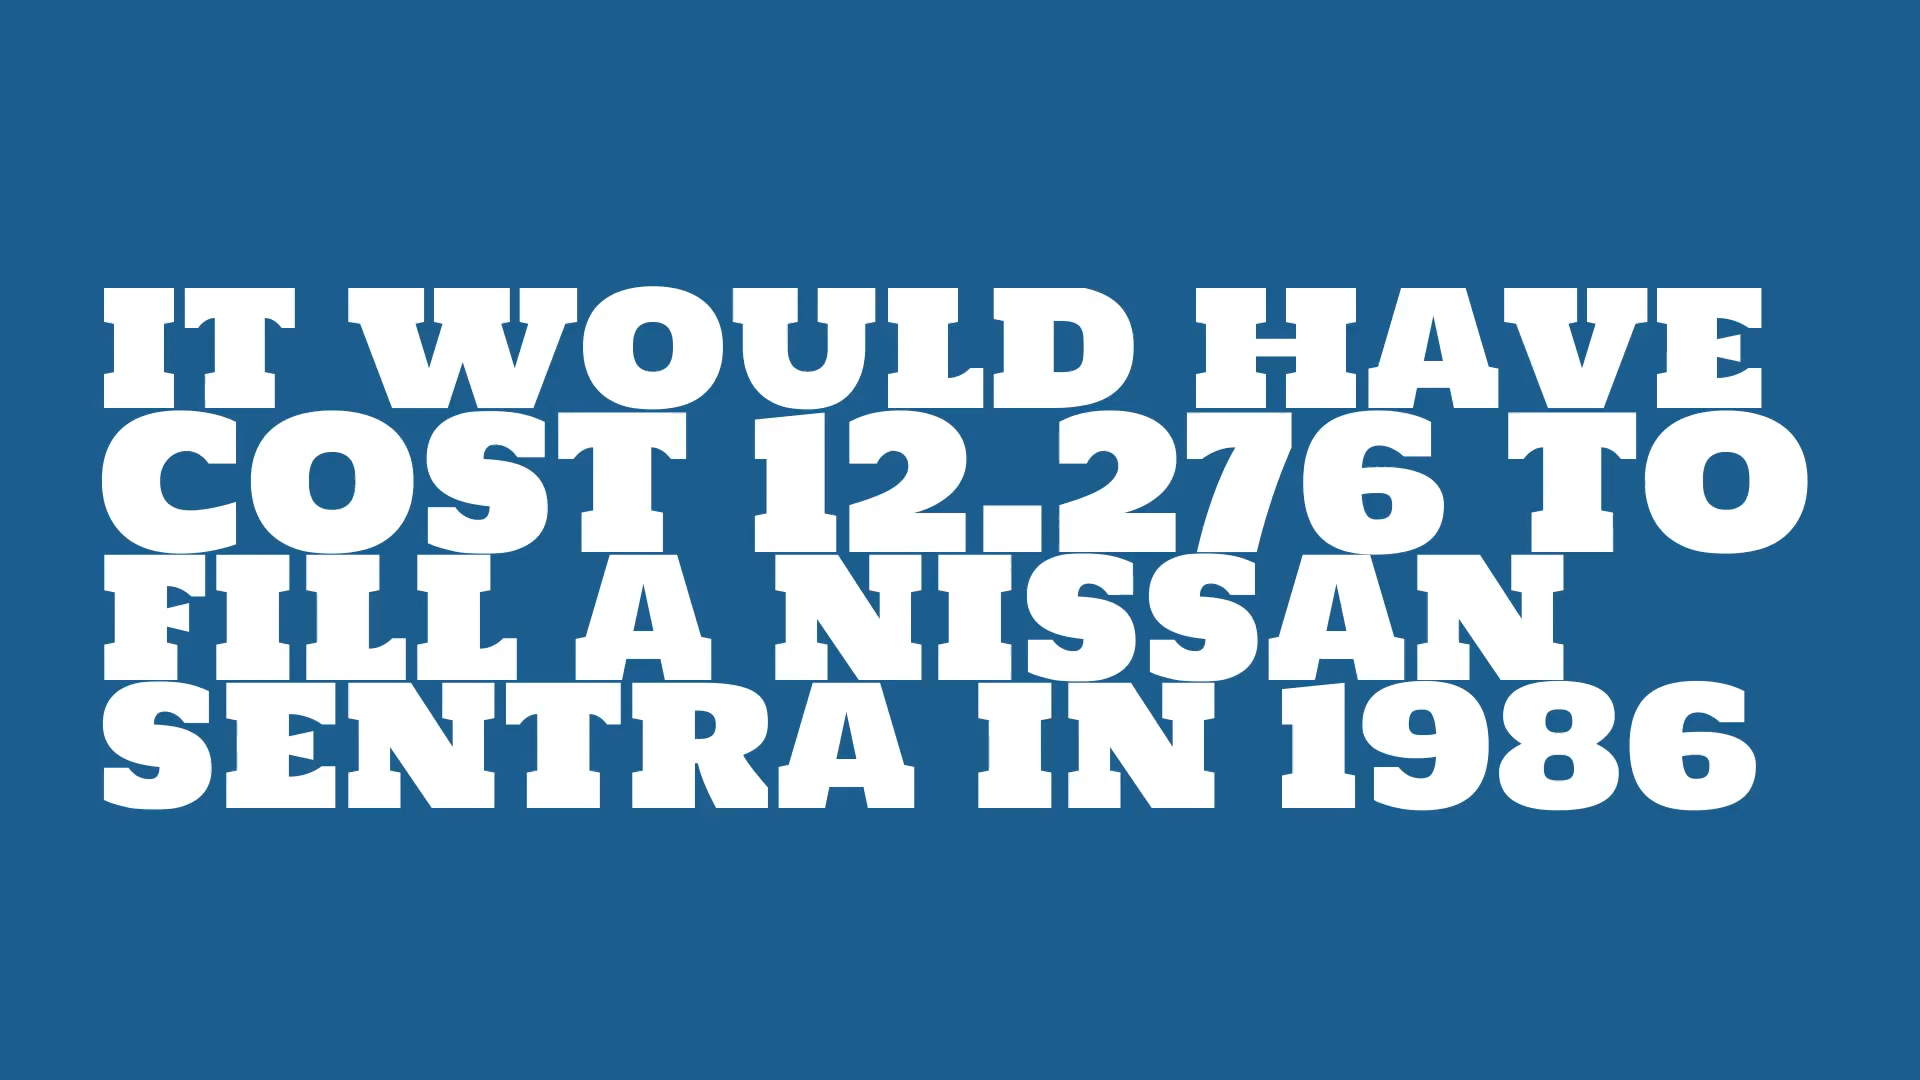 IT WOULD HAVE
COST 12.276 TO
FILL A NISSAN
SENTRA IN 1986